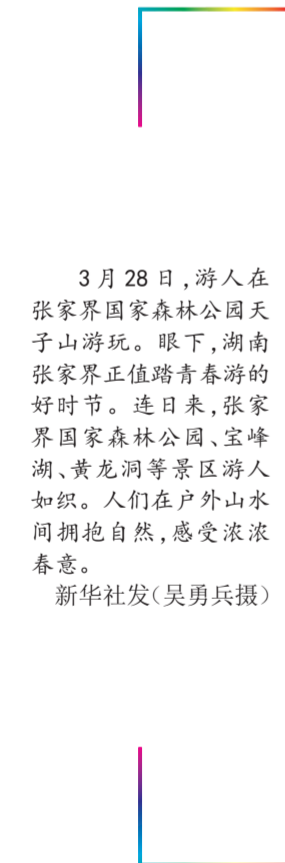 3月28日,游人在
张家界国家森林公园天
子山游玩。眼下,湖南
张家界正值踏青春游的
好时节。连日来,张家
界国家森林公园、宝峰
湖、黄龙洞等景区游人
如织。人们在户外山水
间拥抱自然,感受浓浓
春意。
新华社发(吴勇兵摄)